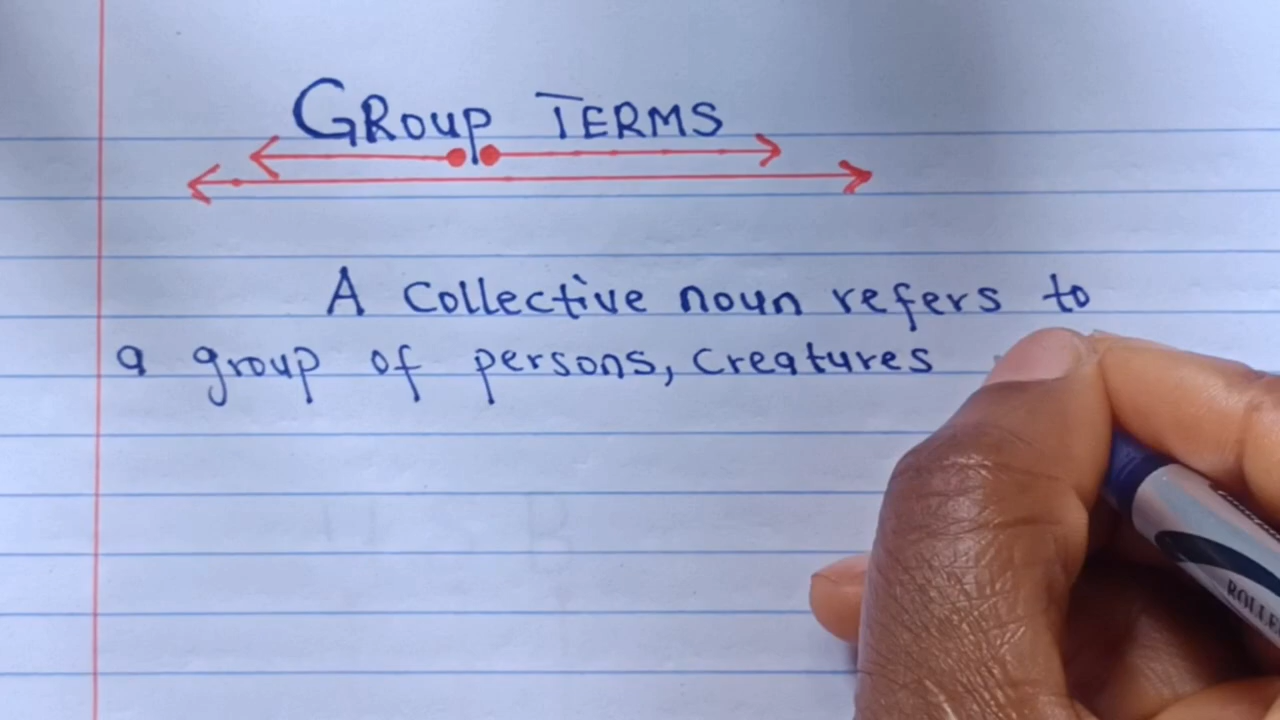 GROUP TERMS
A collective noun refers to
a group of persons, creatures